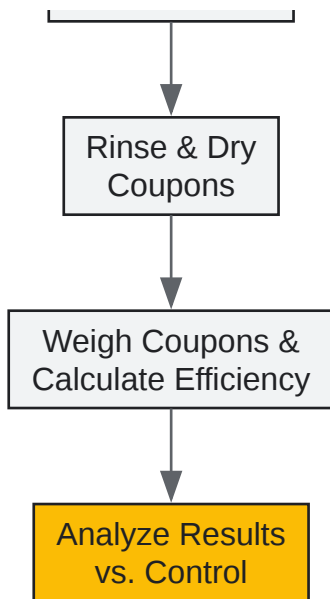 Rinse & Dry
Coupons
Weigh Coupons &
Calculate Efficiency
Analyze Results
vs. Control